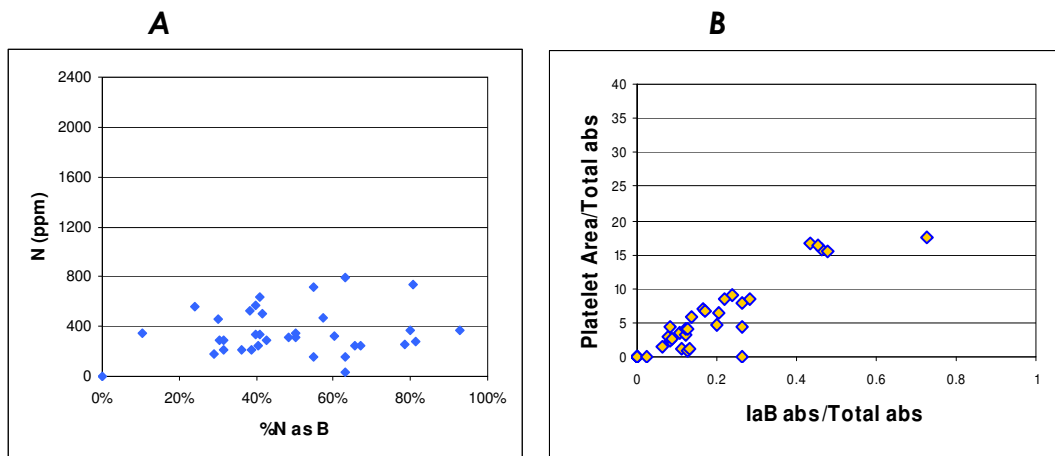 A
N (ppm)
2400
2000
1600
1200
800
400
0
0% 20% 40% 60% 80% 100%
%N as B
B
Platelet Area/Total abs
40
35
30
25
20
15
10
5
0
0 0.2 0.4 0.6 0.8 1
IaB abs/Total abs